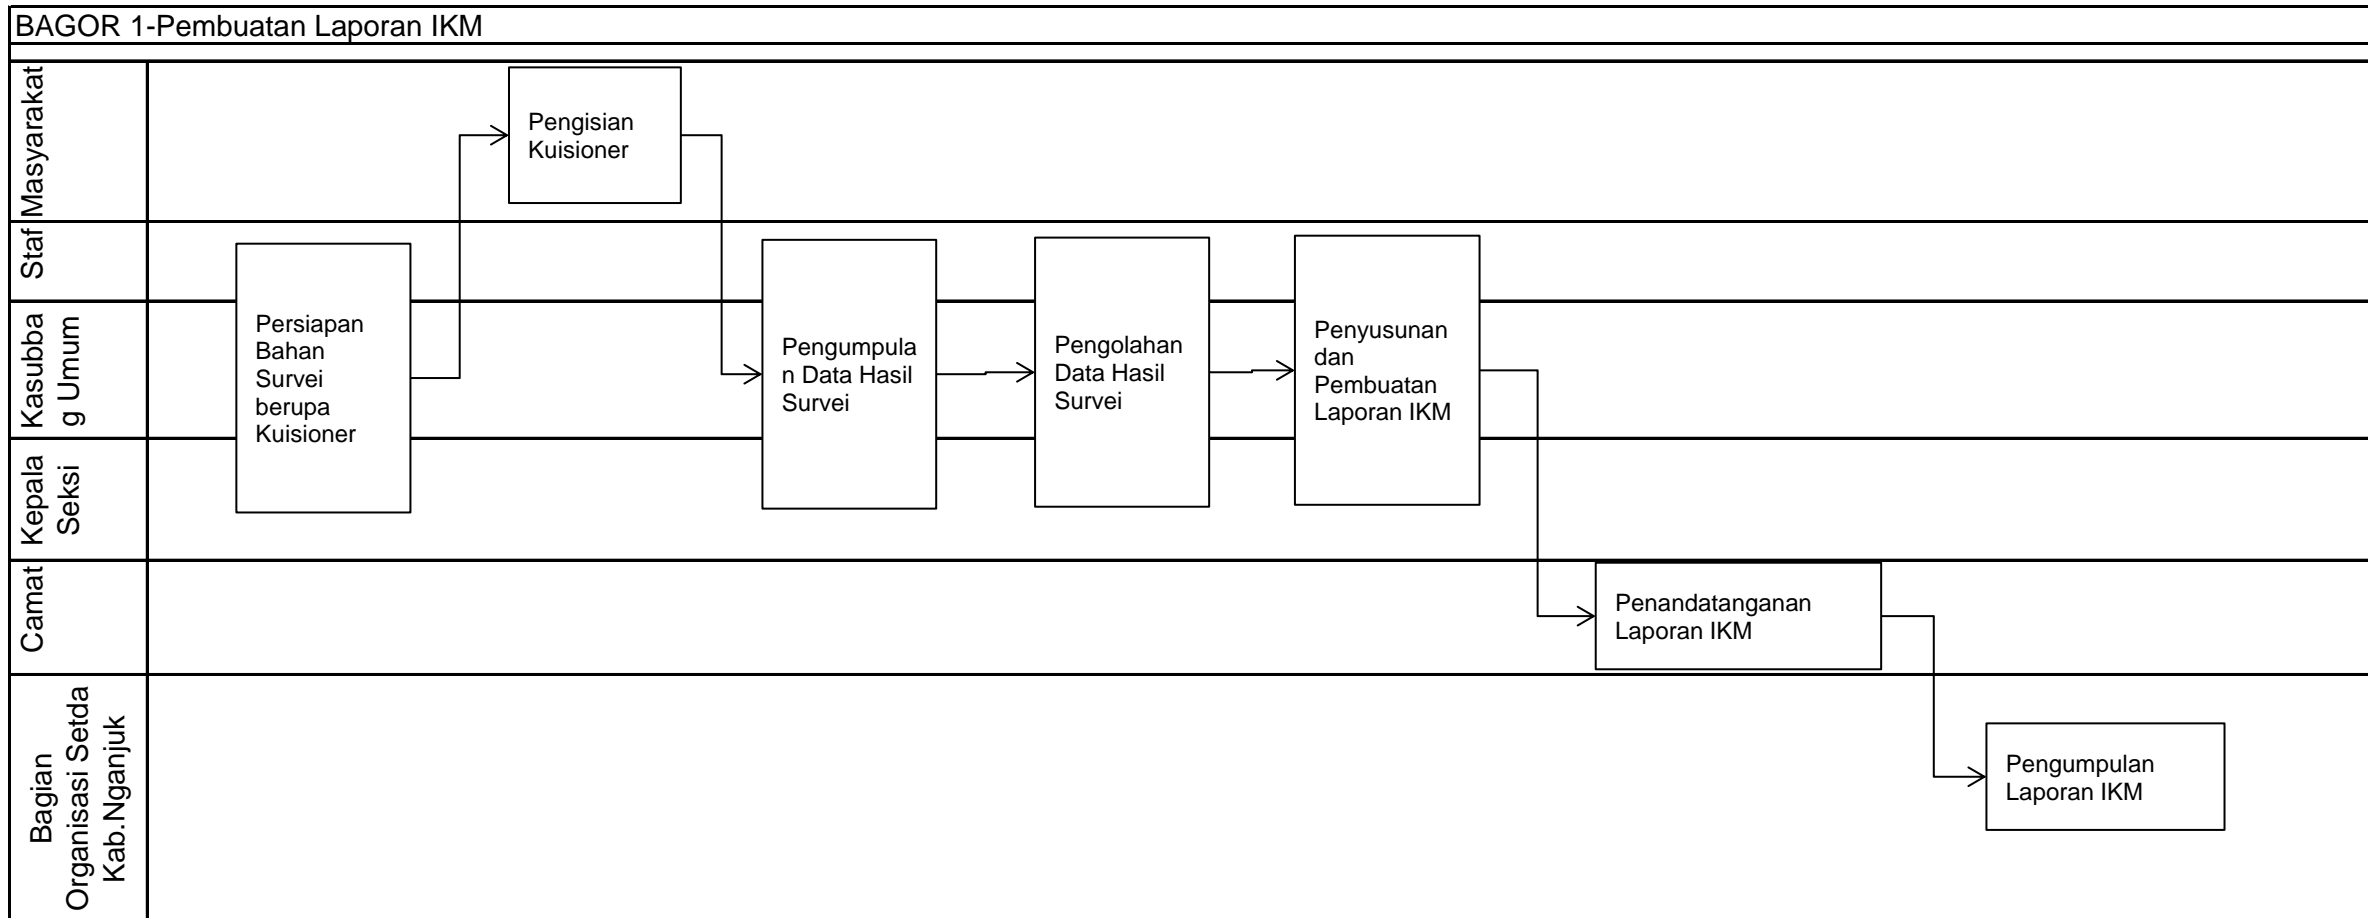 BAGOR 1-Pembuatan Laporan IKM
Masyarakat
Pengisian
Kuisioner
Staf
Kasubba
g Umum
Kepala
Seksi
Persiapan
Bahan
Survei
berupa
Kuisioner
Pengumpula
n Data Hasil
Survei
Pengolahan
Data Hasil
Survei
Penyusunan
dan
Pembuatan
Laporan IKM
Camat
Penandatanganan
Laporan IKM
Bagian
Organisasi Setda
Kab.Nganjuk
Pengumpulan
Laporan IKM